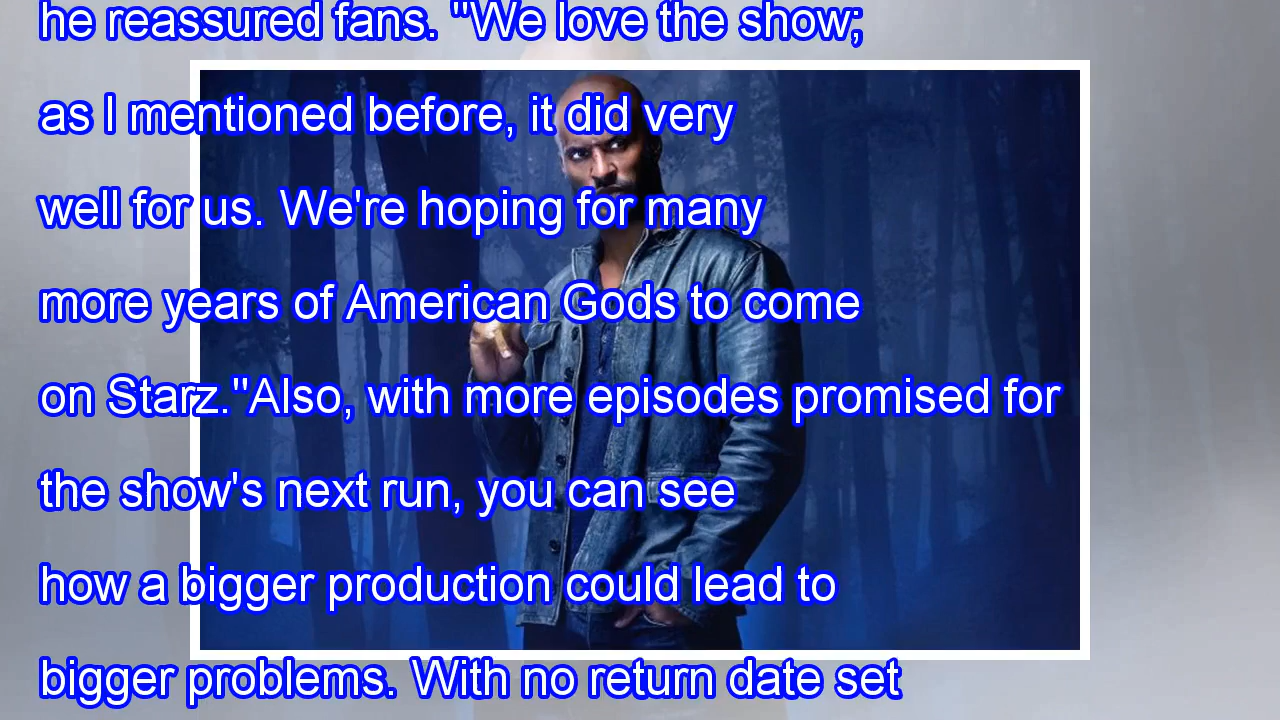 he reassured fans. "We love the show;
as I mentioned before, it did very
well for us. We're hoping for many
more years of American Gods to come
on Starz."Also, with more episodes promised for
the show's next run, you can see
how a bigger production could lead to
bigger problems. With no return date set